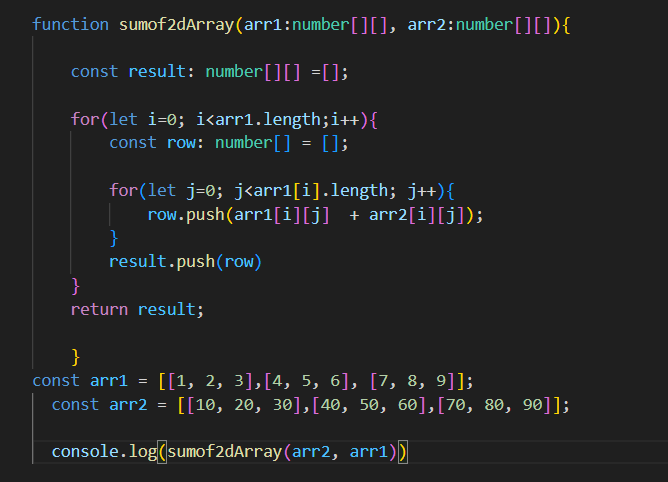 function sumof2dArray(arr1:number[][], arr2:number[][]){
const result: number[][] =[];
for(let i=0; i<arr1.length;i++){
const row: number[] = [];
for(let j=0; j<arr1[i].length; j++){
row.push(arr1[i][j]  + arr2[i][j]);
}
result.push(row)
}
return result;
}
const arr1 = [[1, 2, 3],[4, 5, 6], [7, 8, 9]];
const arr2 = [[10, 20, 30],[40, 50, 60],[70, 80, 90]];
console.log(sumof2dArray(arr2, arr1))